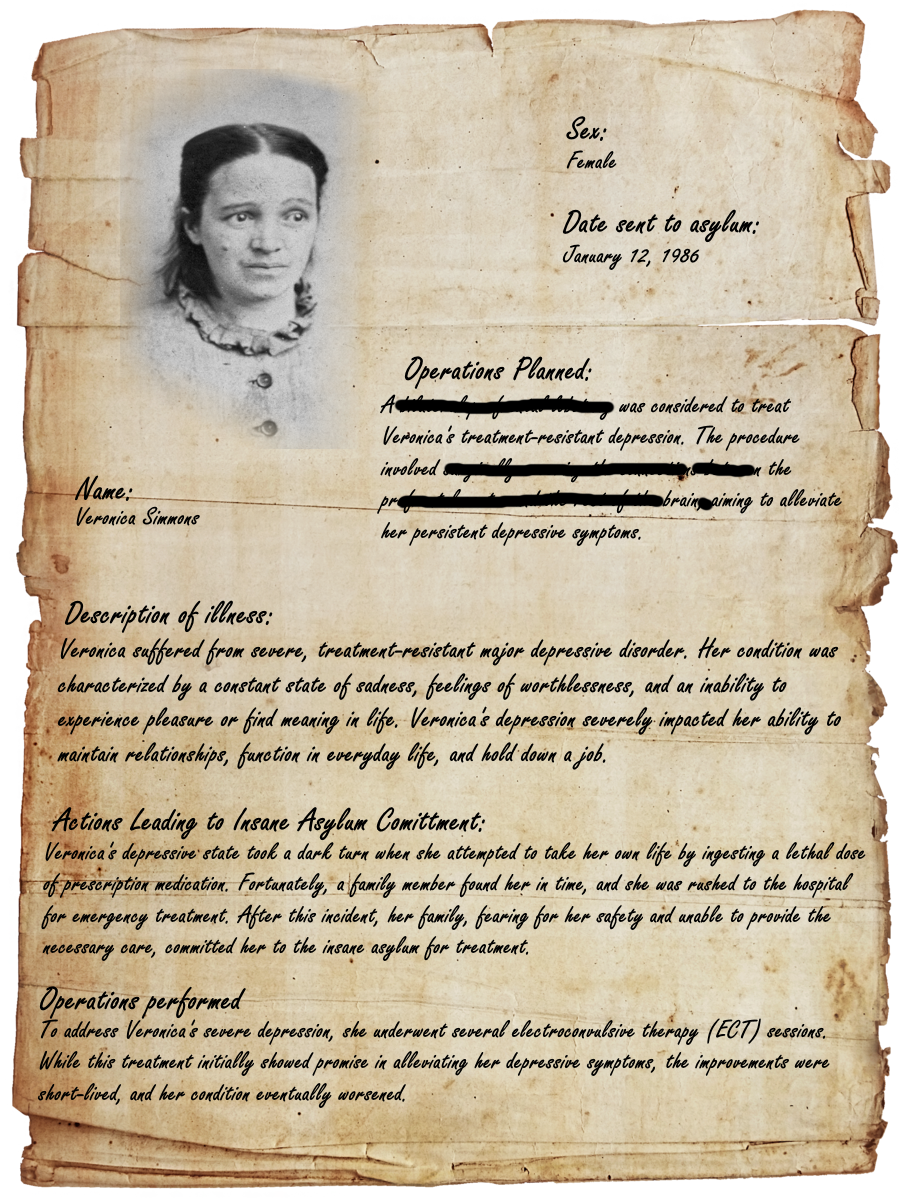 Sex:
Female
Date sent to asylum:
January 12, 1986
Operations Planned:
A was considered to treat
Veronica's treatment-resistant depression. The procedure
involved the
brain aiming to alleviate
her persistent depressive symptoms.
Name:
Veronica Simmons
Description of illness:
Veronica suffered from severe, treatment-resistant major depressive disorder. Her condition was
characterized by a constant state of sadness, feelings of worthlessness, and an inability to
experience pleasure or find meaning in life. Veronica's depression severely impacted her ability to
maintain relationships, function in everyday life, and hold down a job.
Actions Leading to Insane Asylum Comittment:
Veronica's depressive state took a dark turn when she attempted to take her own life by ingesting a lethal dose
of prescription medication. Fortunately, a family member found her in time, and she was rushed to the hospital
for emergency treatment. After this incident, her family, fearing for her safety and unable to provide the
necessary care, committed her to the insane asylum for treatment.
Operations performed
To address Veronica's severe depression, she underwent several electroconvulsive therapy (ECT) sessions.
While this treatment initially showed promise in alleviating her depressive symptoms, the improvements were
short-lived, and her condition eventually worsened.